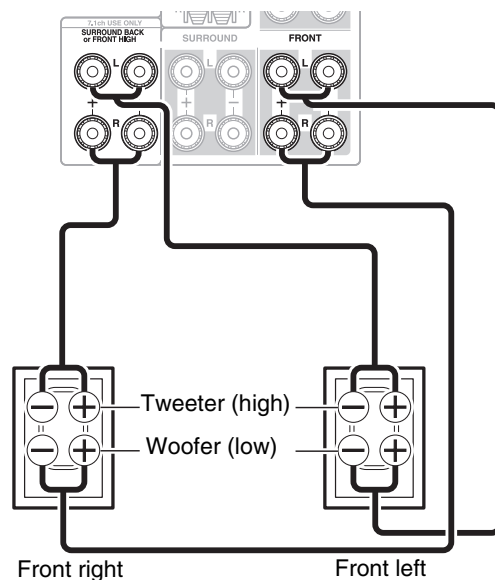 7.1ch USE ONLY
SURROUND BACK
or FRONT HIGH
SURROUND
FRONT
L
L
L
+
−
+
−
+
−
R
R
R
−
+
Tweeter (high)
−
+
−
+
Woofer (low)
−
+
Front right
Front left